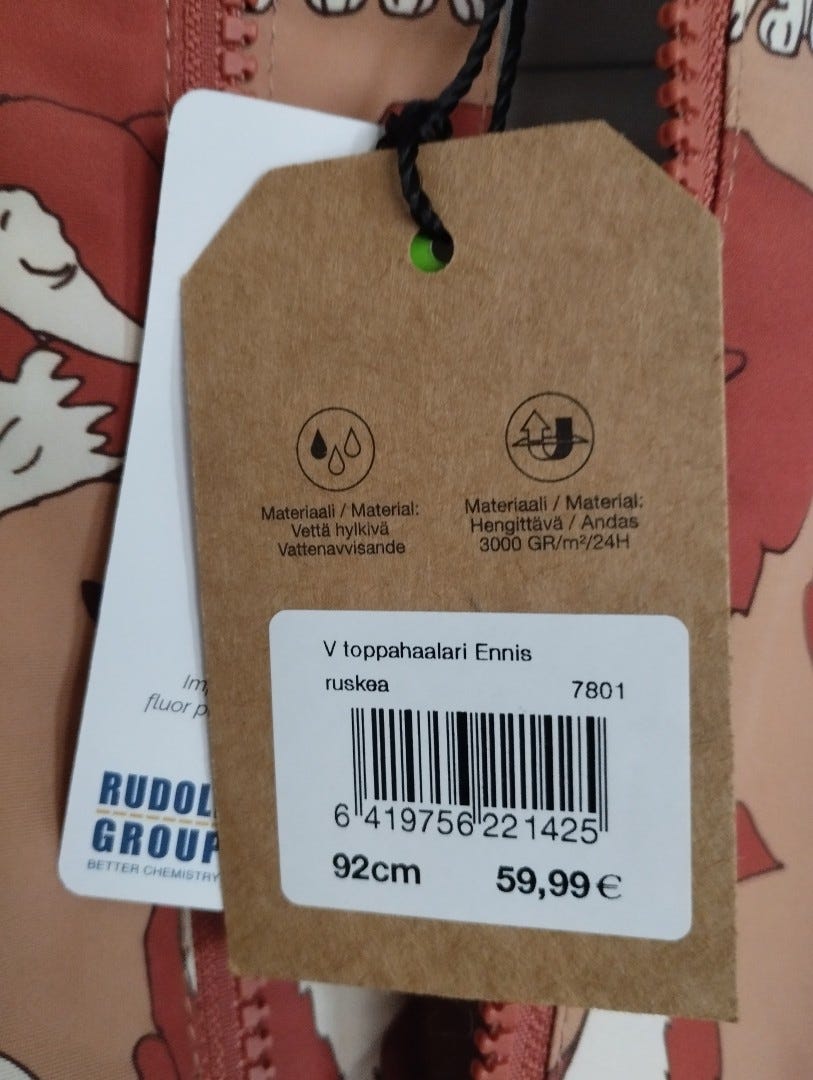 Materiaali / Material:
Vettä hylkivä
Vattenavvisande
Materiaali / Material:
Hengittävä / Andas
3000 GR/m²/24H
V toppahaalari Ennis
ruskea 7801
6 419756 221425
92cm 59,99€
fluor
RUDOL
GROUP
BETTER CHEMISTRY